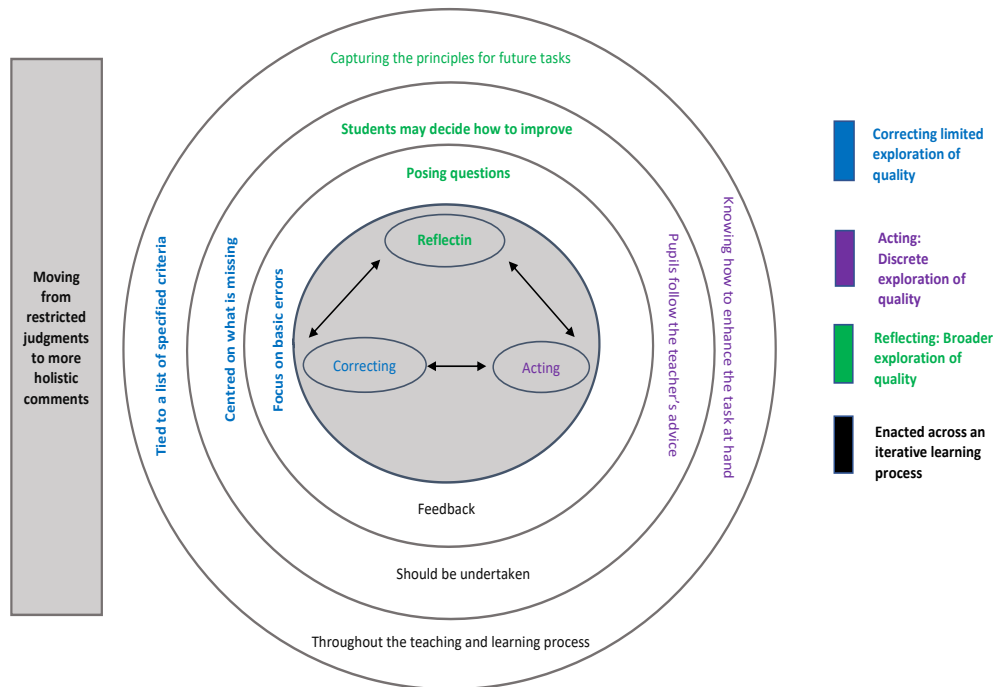 Moving
from
restricted
judgments
to more
holistic
comments
Capturing the principles for future tasks
Students may decide how to improve
Posing questions
Reflectin
Correcting
Acting
Tied to a list of specified criteria
Centred on what is missing
Focus on basic errors
Pupils follow the teacher's advice
Knowing how to enhance the task at hand
Feedback
Should be undertaken
Throughout the teaching and learning process
Correcting limited
exploration of
quality
Acting:
Discrete
exploration of
quality
Reflecting: Broader
exploration of
quality
Enacted across an
iterative learning
process